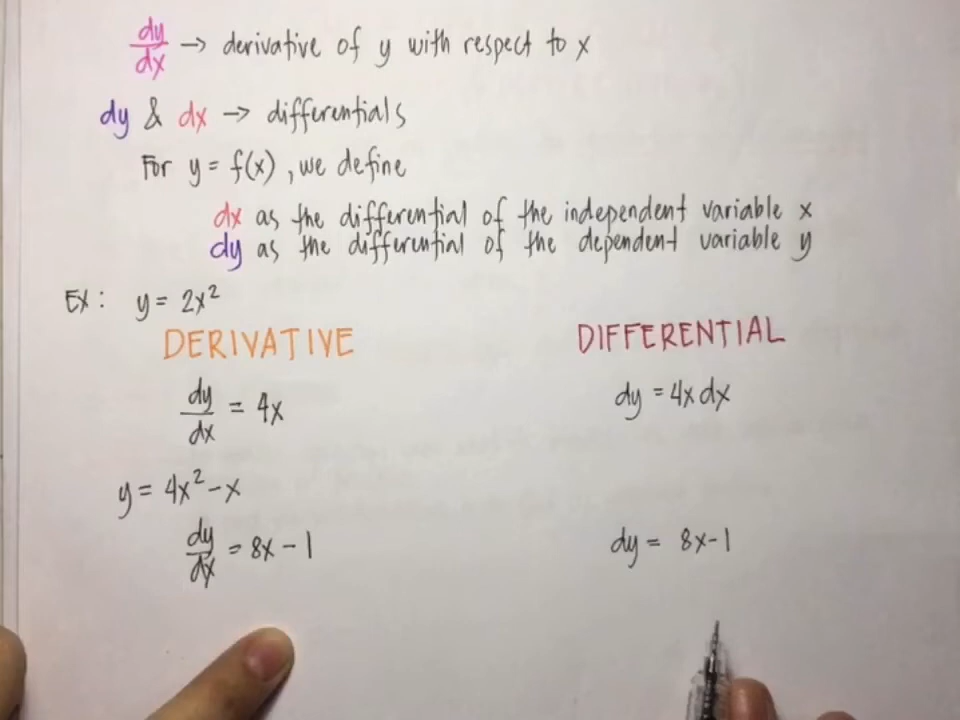 dy/dx → derivative of y with respect to x
dy & dx → differentials
For y = f(x), we define
dx as the differential of the independent variable x
dy as the differential of the dependent variable y
EX: y = 2x²
DERIVATIVE DIFFERENTIAL
dy/dx = 4x dy = 4x dx
y = 4x² - x
dy/dx = 8x - 1 dy = 8x-1